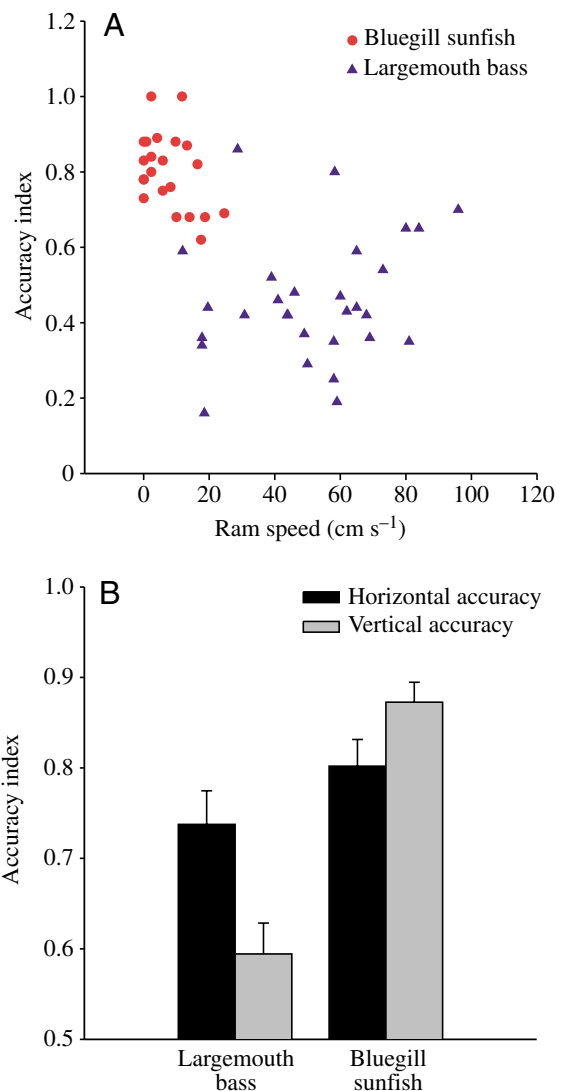 A
Bluegill sunfish
Largemouth bass
1.2
1.0
0.8
0.6
0.4
0.2
0
Accuracy index
0 20 40 60 80 100 120
Ram speed (cm s⁻¹)
B
Horizontal accuracy
Vertical accuracy
1.0
0.9
0.8
0.7
0.6
0.5
Accuracy index
Largemouth Bluegill
bass sunfish